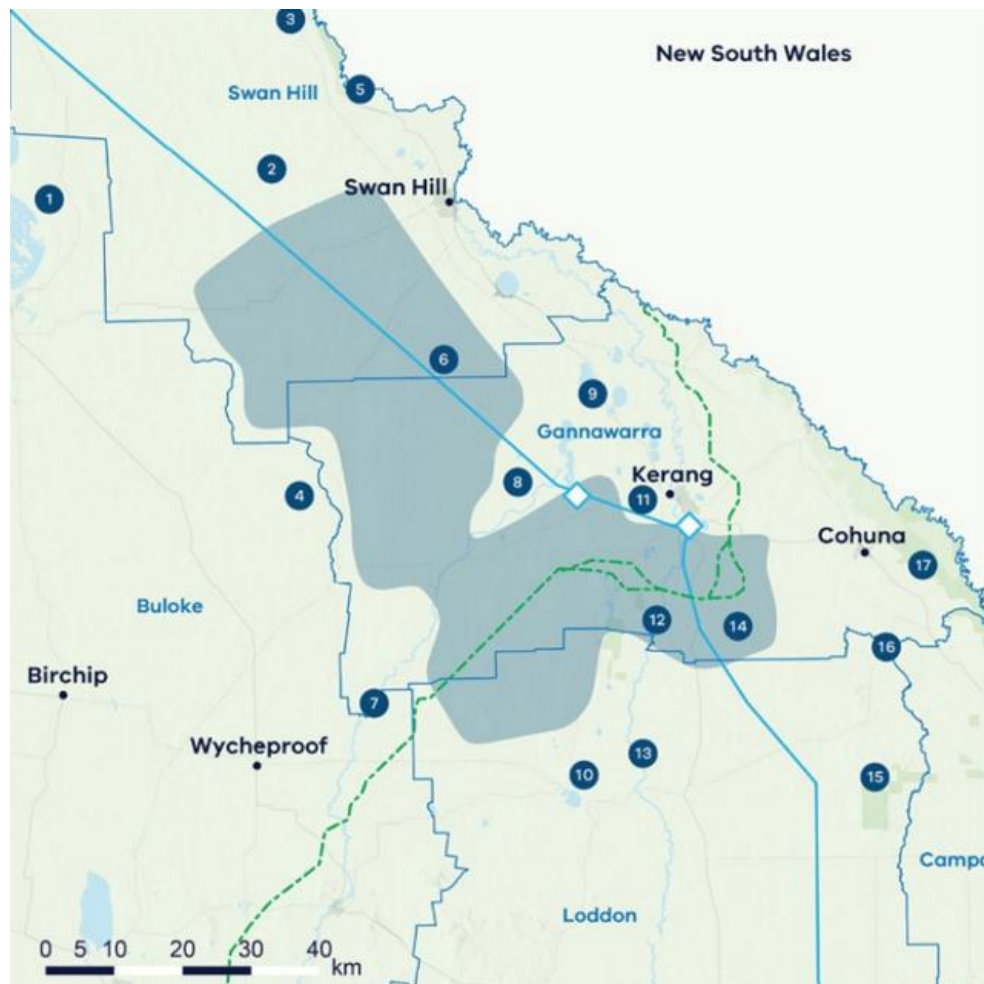 3
New South Wales
Swan Hill
5
2
Swan Hill
1
6
9
Gannawarra
Kerang
8
4
11
Cohuna
17
Buloke
12
14
16
Birchip
7
Wycheproof
13
10
15
Campa
Loddon
0 5 10 20 30 40
km